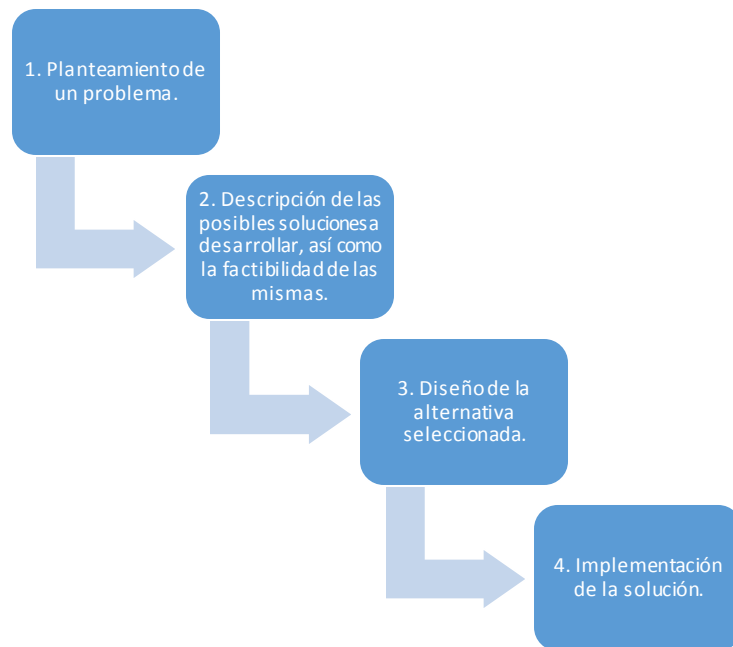 1. Planteamiento de
un problema.
2. Descripción de las
posibles soluciones a
desarrollar, así como
la factibilidad de las
mismas.
3. Diseño de la
alternativa
seleccionada.
4. Implementación
de la solución.